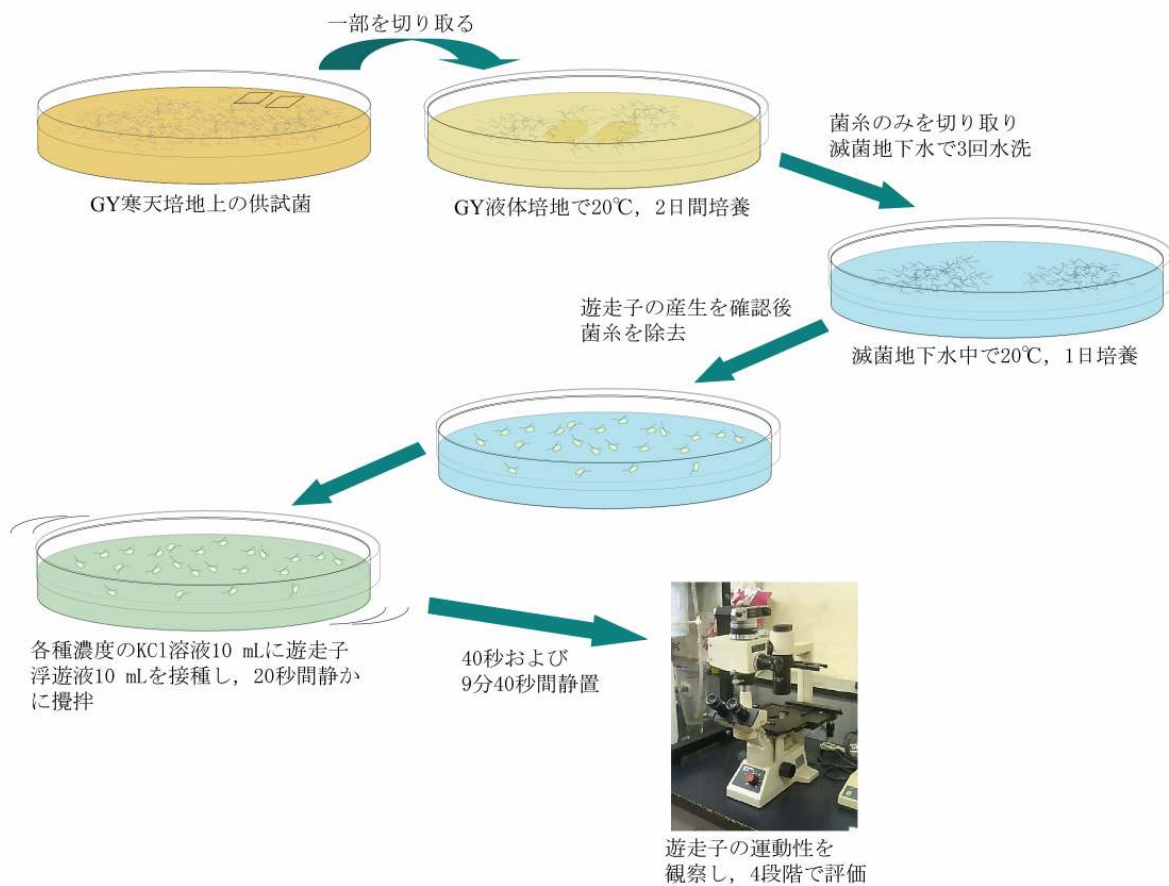 一部を切り取る
GY寒天培地上の供試菌
GY液体培地で20℃，2日間培養
菌糸のみを切り取り
滅菌地下水で3回水洗
滅菌地下水中で20℃，1日培養
遊走子の産生を確認後
菌糸を除去
各種濃度のKCl溶液10 mLに遊走子
浮遊液10 mLを接種し，20秒間静か
に攪拌
40秒および
9分40秒間静置
遊走子の運動性を
観察し，4段階で評価